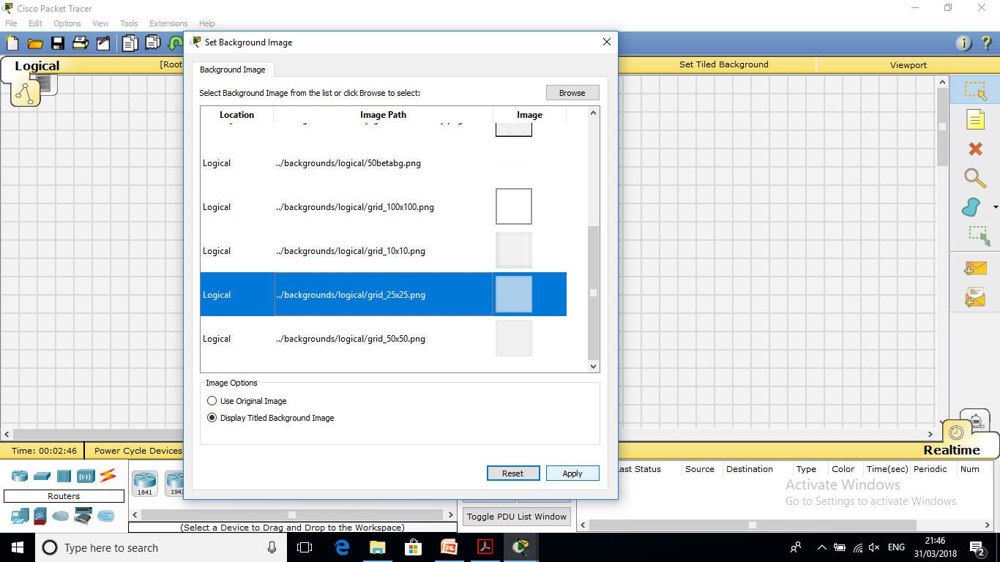 Cisco Packet Tracer
File Edit Options View Tools Extensions Help
Set Background Image
Logical
[Root
Set Tiled Background
Viewport
Background Image
Select Background Image from the list or click Browse to select:
Browse
Location Image Path Image
Logical ../backgrounds/logical/50betabg.png
Logical ../backgrounds/logical/grid_100x100.png
Logical ../backgrounds/logical/grid_10x10.png
Logical ../backgrounds/logical/grid_25x25.png
Logical ../backgrounds/logical/grid_50x50.png
Image Options
Use Original Image
Display Titled Background Image
Reset Apply
Time: 00:02:46 Power Cycle Devices
Realtime
Last Status Source Destination Type Color Time(sec) Periodic Num
1841 1941
Routers
Activate Windows
Go to Settings to activate Windows.
Toggle PDU List Window
(Select a Device to Drag and Drop to the Workspace)
Type here to search
ENG
21:46
31/03/2018
2